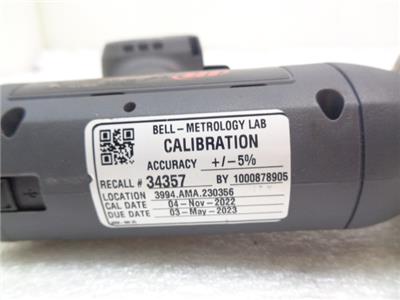 BELL-METROLOGY LAB
CALIBRATION
ACCURACY +/-5%
RECALL # 34357 BY 1000878905
LOCATION 3994.AMA.230356
CAL DATE 04-Nov-2022
DUE DATE 03-May-2023